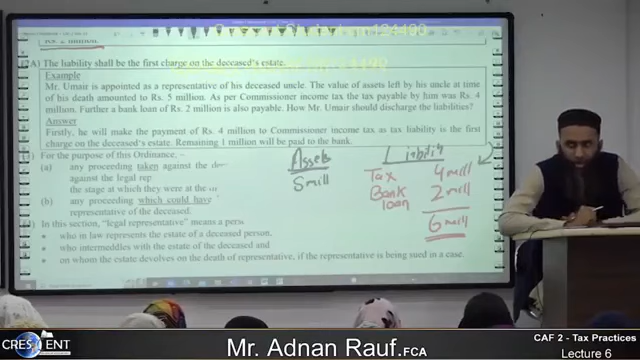 (2A) The liability shall be the first charge on the deceased's estate.
Example
Mr. Umair is appointed as a representative of his deceased uncle. The value of assets left by his uncle at time
of his death amounted to Rs. 5 million. As per Commissioner income tax the tax payable by him was Rs. 4
million. Further a bank loan of Rs. 2 million is also payable. How Mr. Umair should discharge the liabilities?
Answer
Firstly, he will make the payment of Rs. 4 million to Commissioner income tax as tax liability is the first
charge on the deceased's estate. Remaining 1 million will be paid to the bank.
For the purpose of this Ordinance, –
(a) any proceeding taken against the
against the legal rep
the stage at which they were at the
(b) any proceeding which could have
representative of the deceased.
In this section, "legal representative" means a person,
who in law represents the estate of a deceased person,
who intermeddles with the estate of the deceased and
on whom the estate devolves on the death of representative, if the representative is being sued in a case.
Assets
5 mill
Liability
Tax 4 mill
Bank loan 2 mill
6 mill
CRESCENT
Mr. Adnan Rauf.FCA
CAF 2 - Tax Practices
Lecture 6